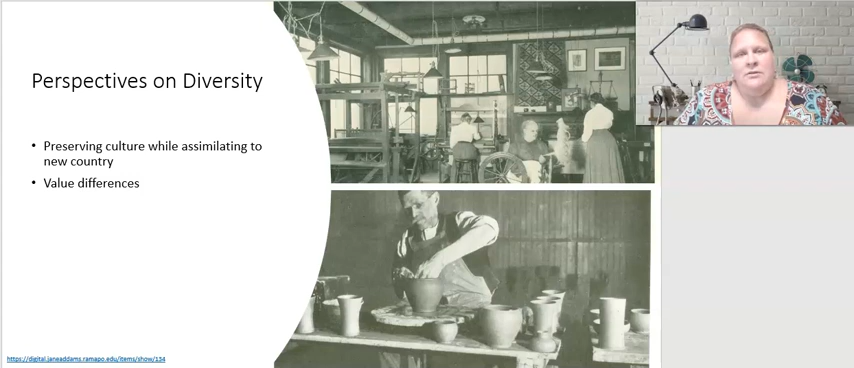 Perspectives on Diversity
• Preserving culture while assimilating to
new country
• Value differences
https://digital.janeaddams.ramapo.edu/items/show/134